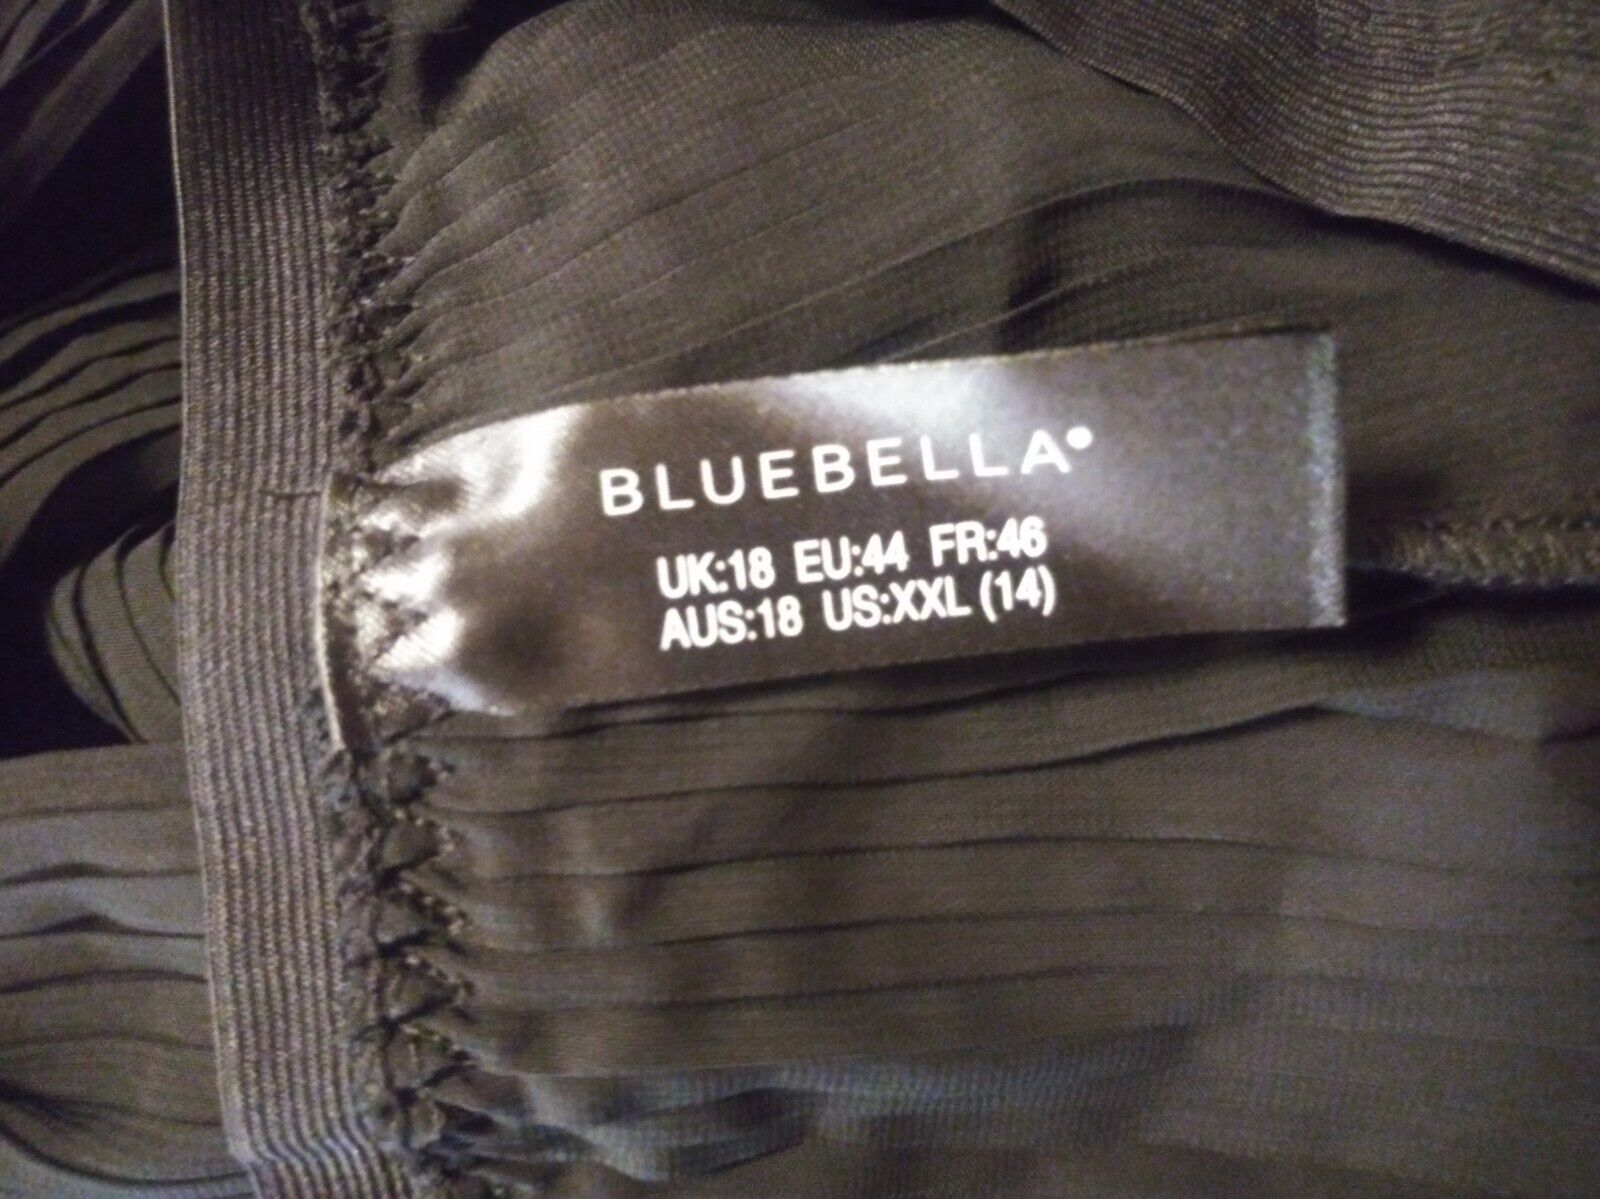 BLUEBELLA
UK:18 EU:44 FR:46
AUS:18 US:XXL (14)